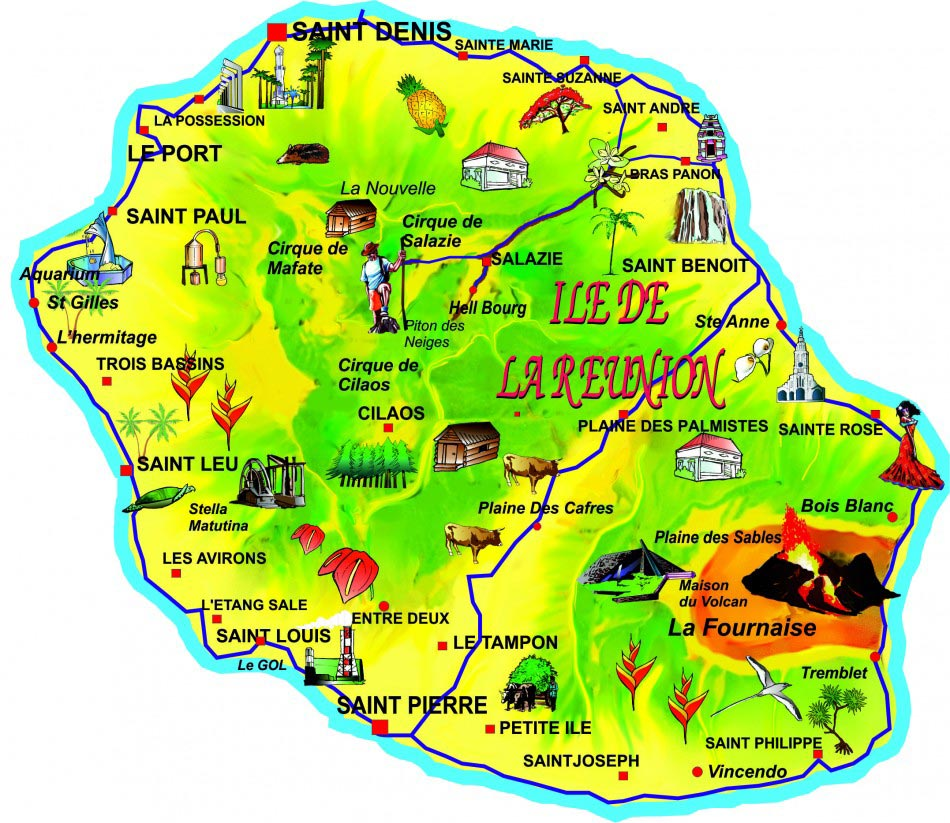 SAINT DENIS
SAINTE MARIE
SAINTE SUZANNE
SAINT ANDRE
LA POSSESSION
LE PORT
BRAS PANON
La Nouvelle
SAINT PAUL
Cirque de
Salazie
Cirque de
Mafate
SALAZIE
SAINT BENOIT
Aquarium
St Gilles
Hell Bourg
ILE DE
LA REUNION
Ste Anne
Piton des
Neiges
L'hermitage
TROIS BASSINS
Cirque de
Cilaos
CILAOS
PLAINE DES PALMISTES
SAINTE ROSE
SAINT LEU
Stella
Matutina
Plaine Des Cafres
Bois Blanc
Plaine des Sables
LES AVIRONS
Maison
du Volcan
La Fournaise
L'ETANG SALE
ENTRE DEUX
SAINT LOUIS
LE TAMPON
Le GOL
Tremblet
SAINT PIERRE
PETITE ILE
SAINT PHILIPPE
SAINTJOSEPH
Vincendo